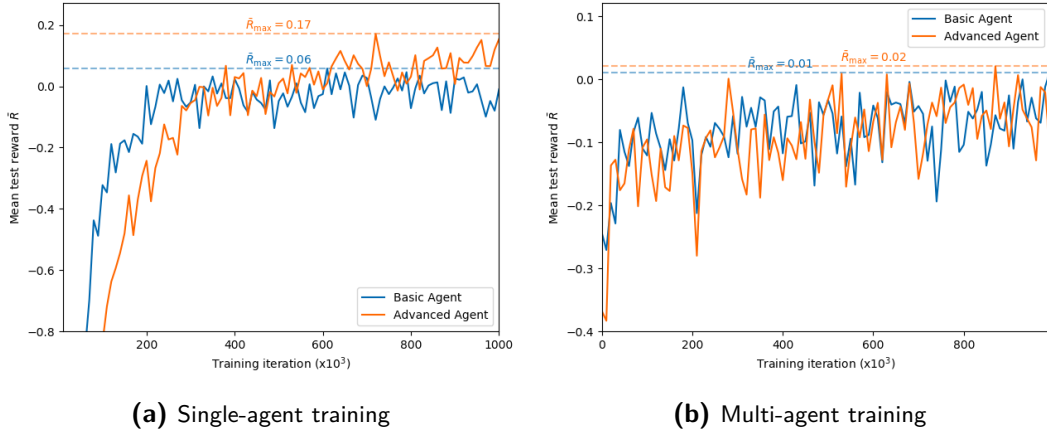 R̄max = 0.17
R̄max = 0.06
0.2
0.0
−0.2
−0.4
−0.6
−0.8
Mean test reward R̄
200
400
600
800
1000
Training iteration (x10³)
Basic Agent
Advanced Agent
(a) Single-agent training
Basic Agent
Advanced Agent
R̄max = 0.02
R̄max = 0.01
0.1
0.0
−0.1
−0.2
−0.3
−0.4
Mean test reward R̄
0
200
400
600
800
Training iteration (x10³)
(b) Multi-agent training